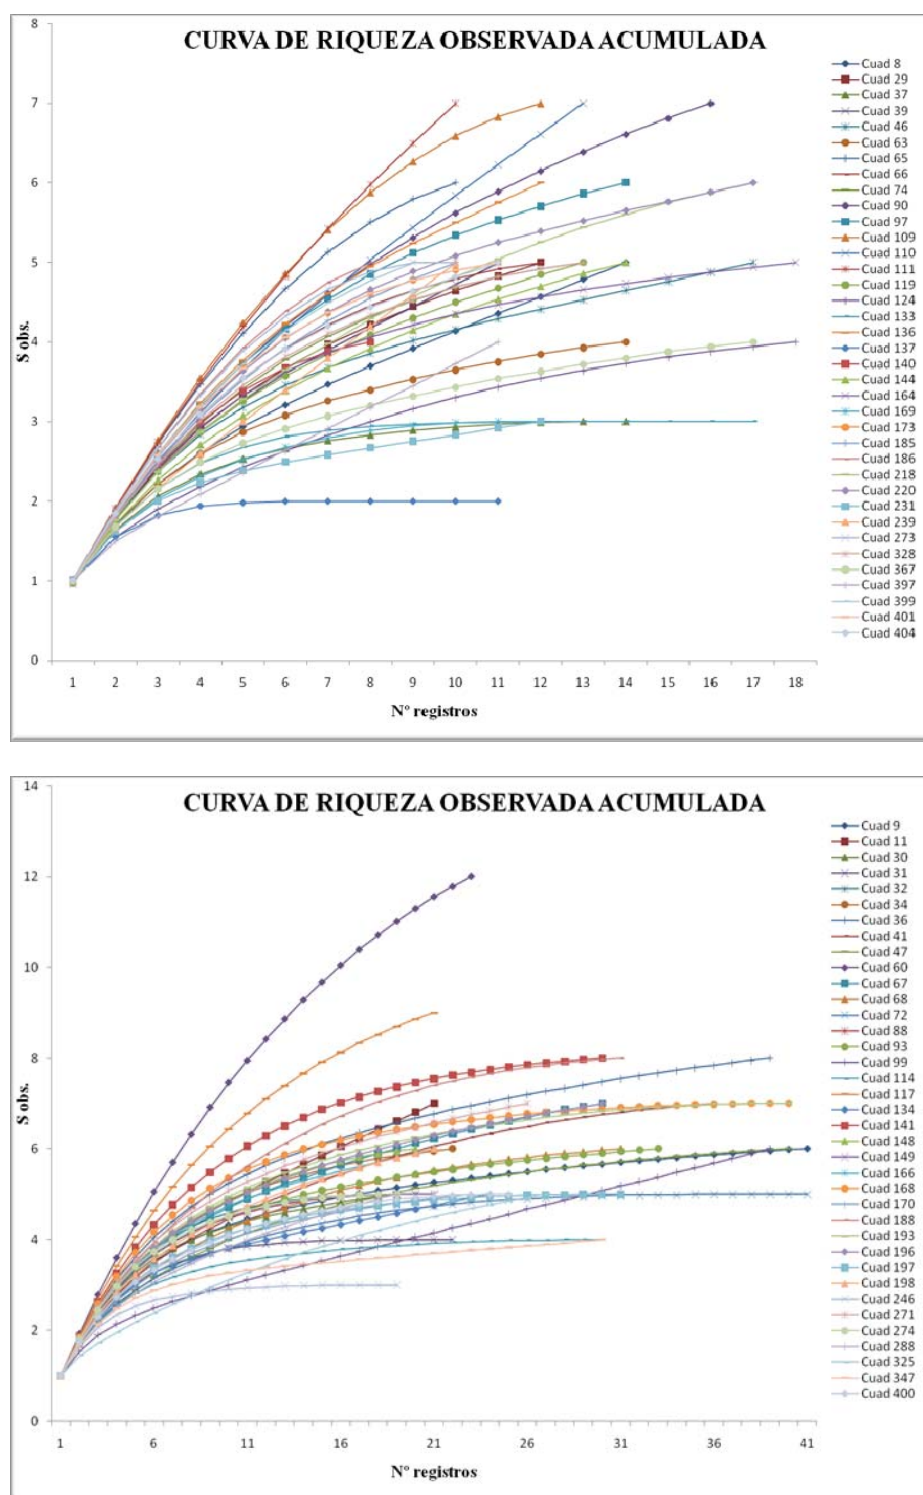 CURVA DE RIQUEZA OBSERVADA ACUMULADA
8
7
6
5
4
3
2
1
0
S obs.
1 2 3 4 5 6 7 8 9 10 11 12 13 14 15 16 17 18
Nº registros
Cuad 8
Cuad 29
Cuad 37
Cuad 39
Cuad 46
Cuad 63
Cuad 65
Cuad 66
Cuad 74
Cuad 90
Cuad 97
Cuad 109
Cuad 110
Cuad 111
Cuad 119
Cuad 124
Cuad 133
Cuad 136
Cuad 137
Cuad 140
Cuad 144
Cuad 164
Cuad 169
Cuad 173
Cuad 185
Cuad 186
Cuad 218
Cuad 220
Cuad 231
Cuad 239
Cuad 273
Cuad 328
Cuad 367
Cuad 397
Cuad 399
Cuad 401
Cuad 404
CURVA DE RIQUEZA OBSERVADA ACUMULADA
14
12
10
8
6
4
2
0
S obs.
1 6 11 16 21 26 31 36 41
Nº registros
Cuad 9
Cuad 11
Cuad 30
Cuad 31
Cuad 32
Cuad 34
Cuad 36
Cuad 41
Cuad 47
Cuad 60
Cuad 67
Cuad 68
Cuad 72
Cuad 88
Cuad 93
Cuad 99
Cuad 114
Cuad 117
Cuad 134
Cuad 141
Cuad 148
Cuad 149
Cuad 166
Cuad 168
Cuad 170
Cuad 188
Cuad 193
Cuad 196
Cuad 197
Cuad 198
Cuad 246
Cuad 271
Cuad 274
Cuad 288
Cuad 325
Cuad 347
Cuad 400